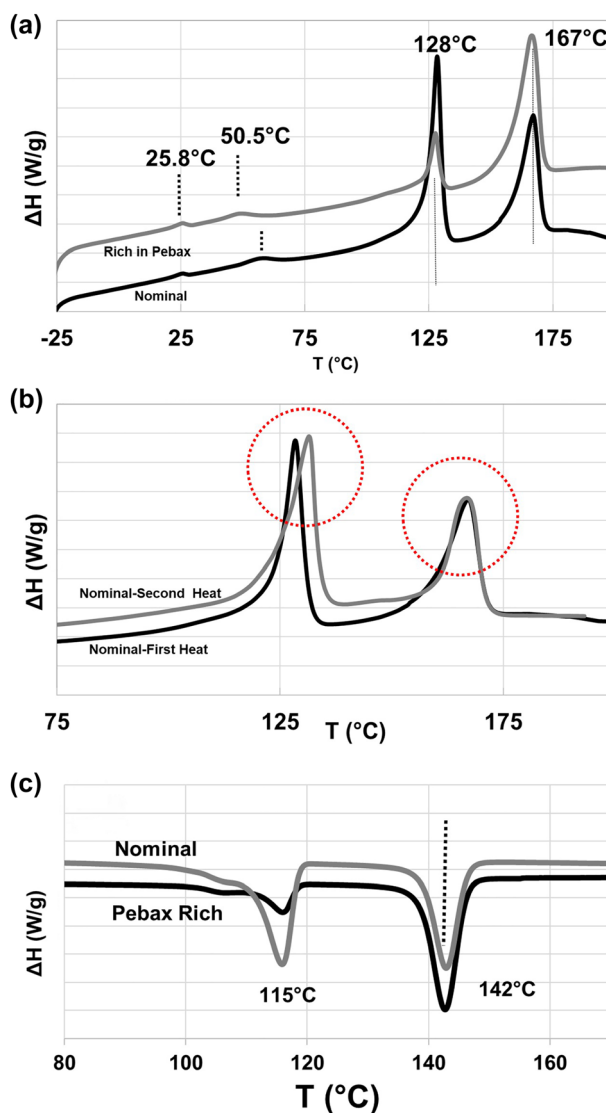 (a)
128°C
167°C
50.5°C
25.8°C
ΔH (W/g)
Rich in Pebax
Nominal
-25
25
75
125
175
T (°C)
(b)
ΔH (W/g)
Nominal-Second Heat
Nominal-First Heat
75
125
175
T (°C)
(c)
Nominal
Pebax Rich
ΔH (W/g)
115°C
142°C
80
100
120
140
160
T (°C)